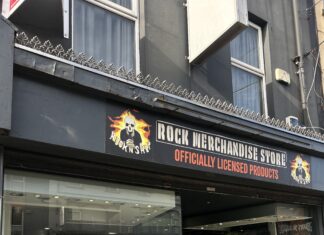 ROCK MERCHANDISE STORE
OFFICIALLY LICENSED PRODUCTS